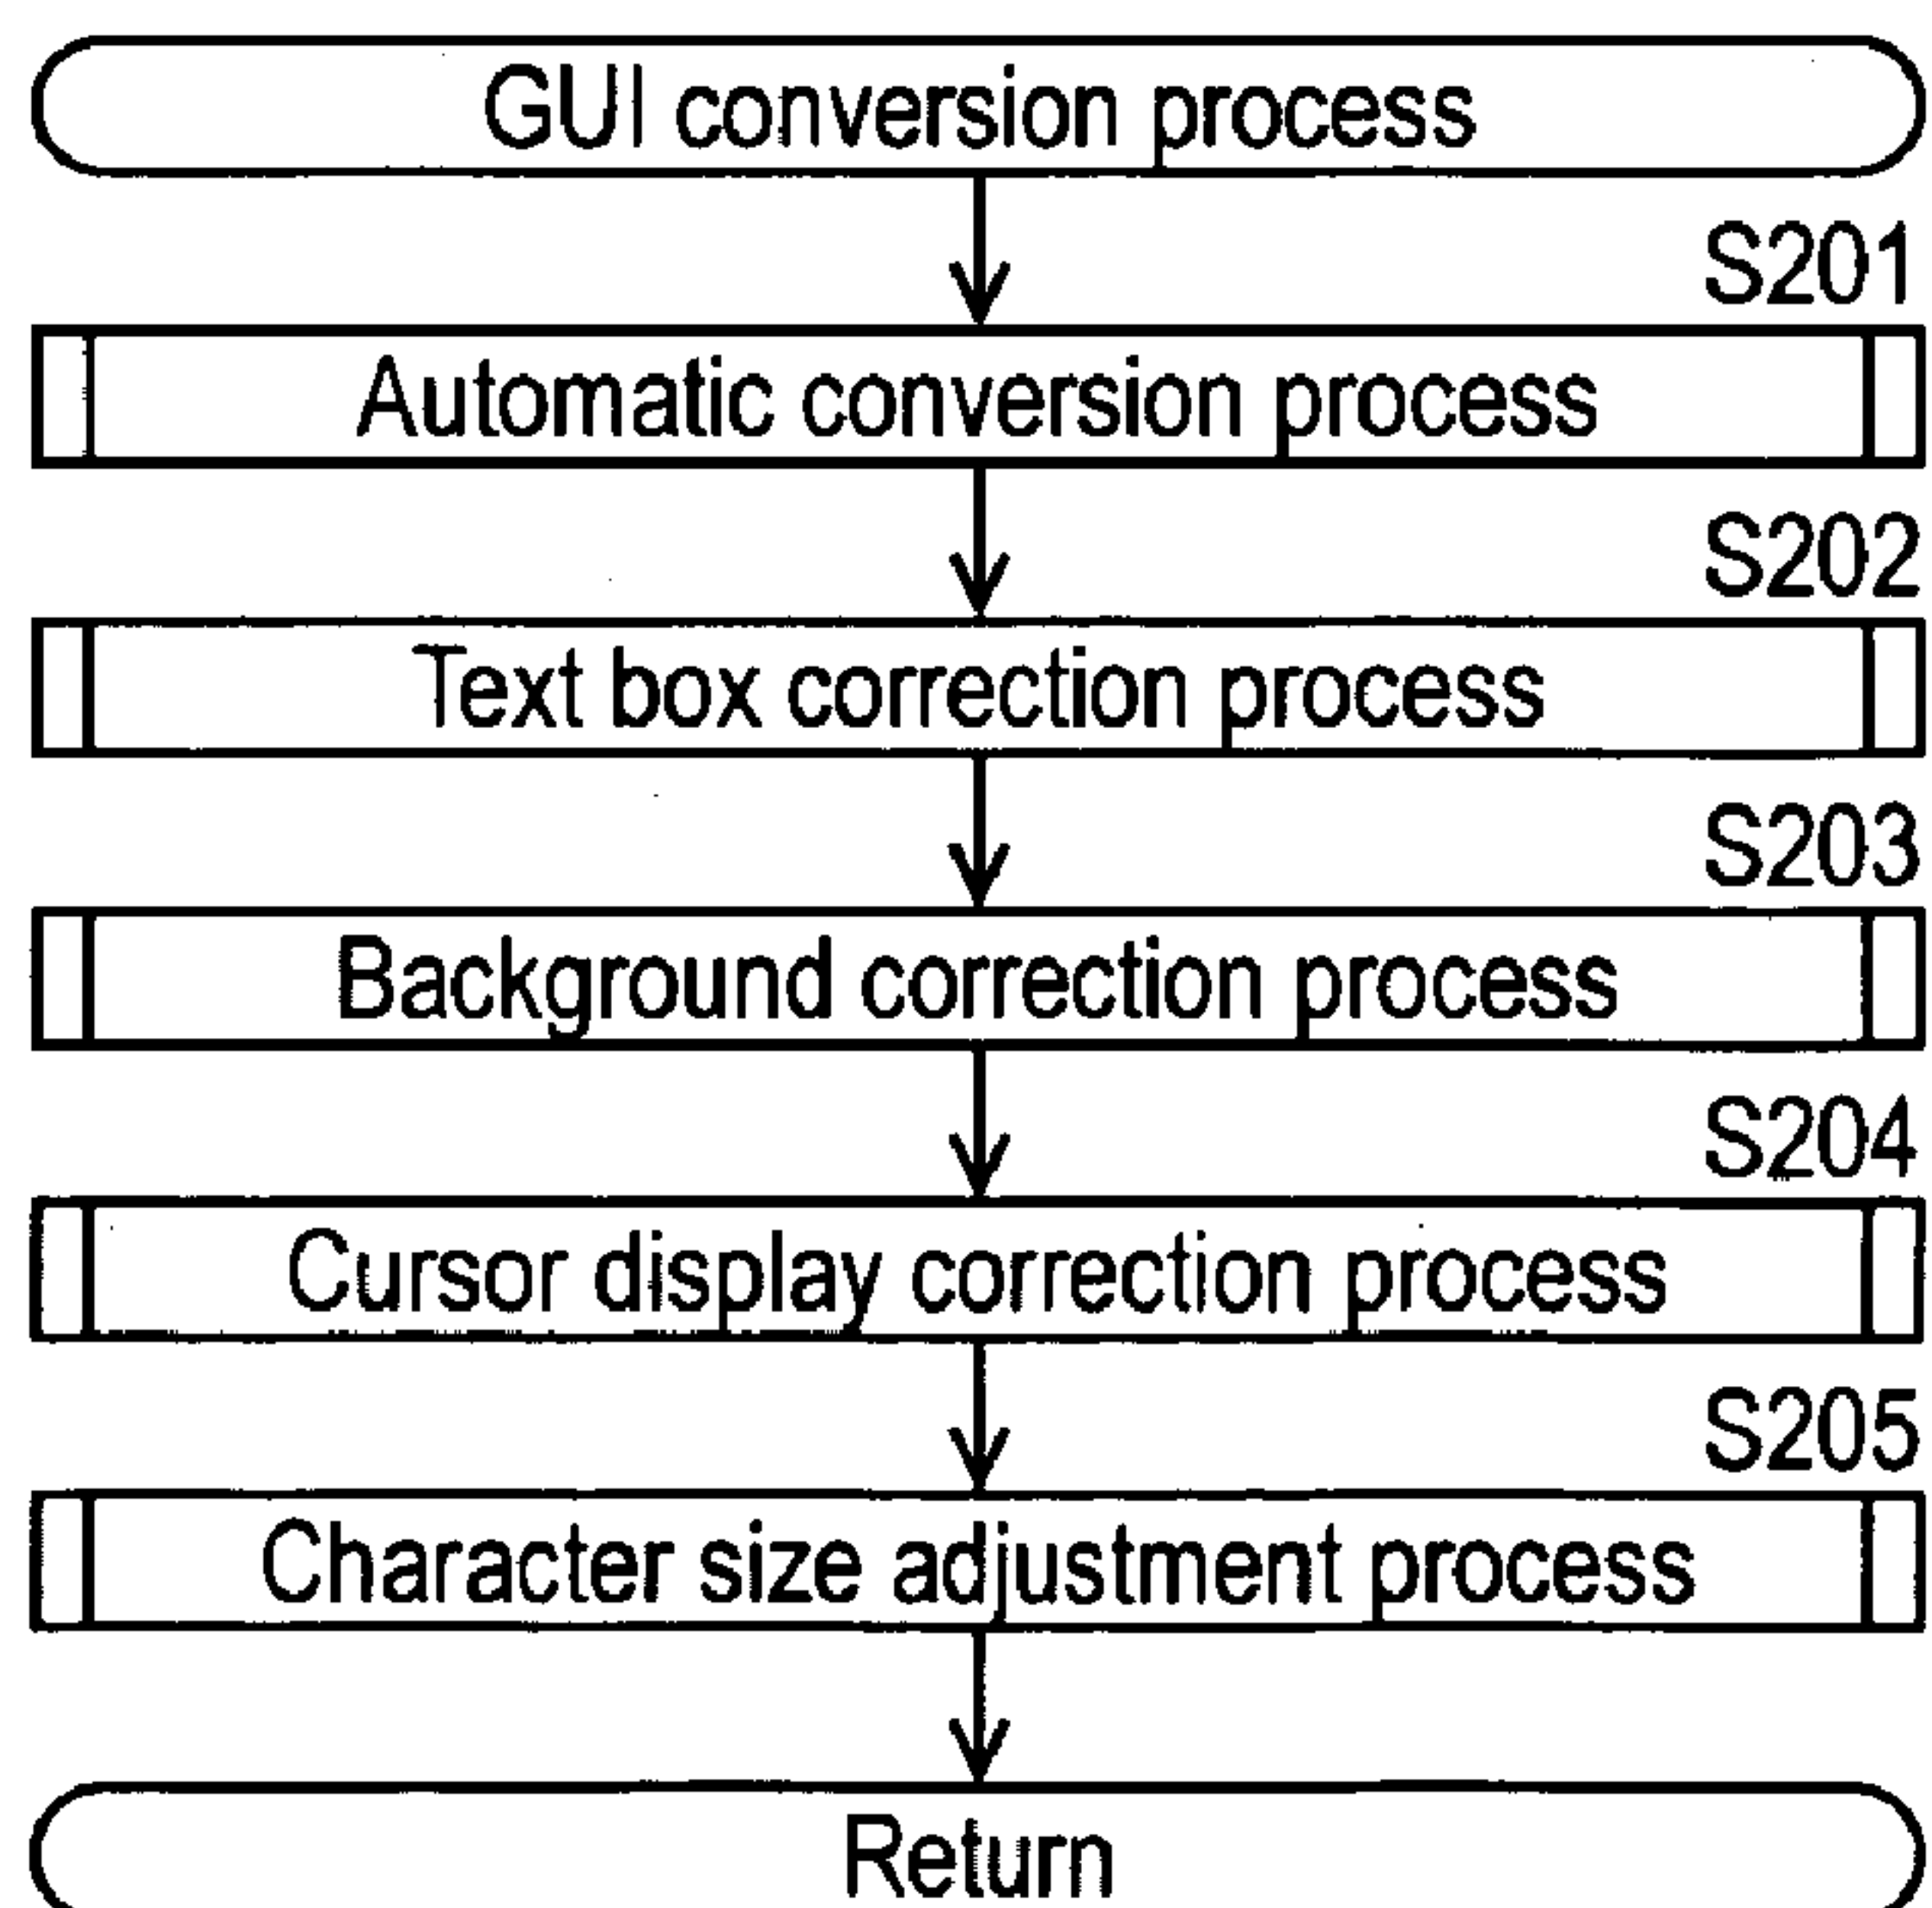 GUI conversion process
S201
Automatic conversion process
S202
Text box correction process
S203
Background correction process
S204
Cursor display correction process
S205
Character size adjustment process
Return